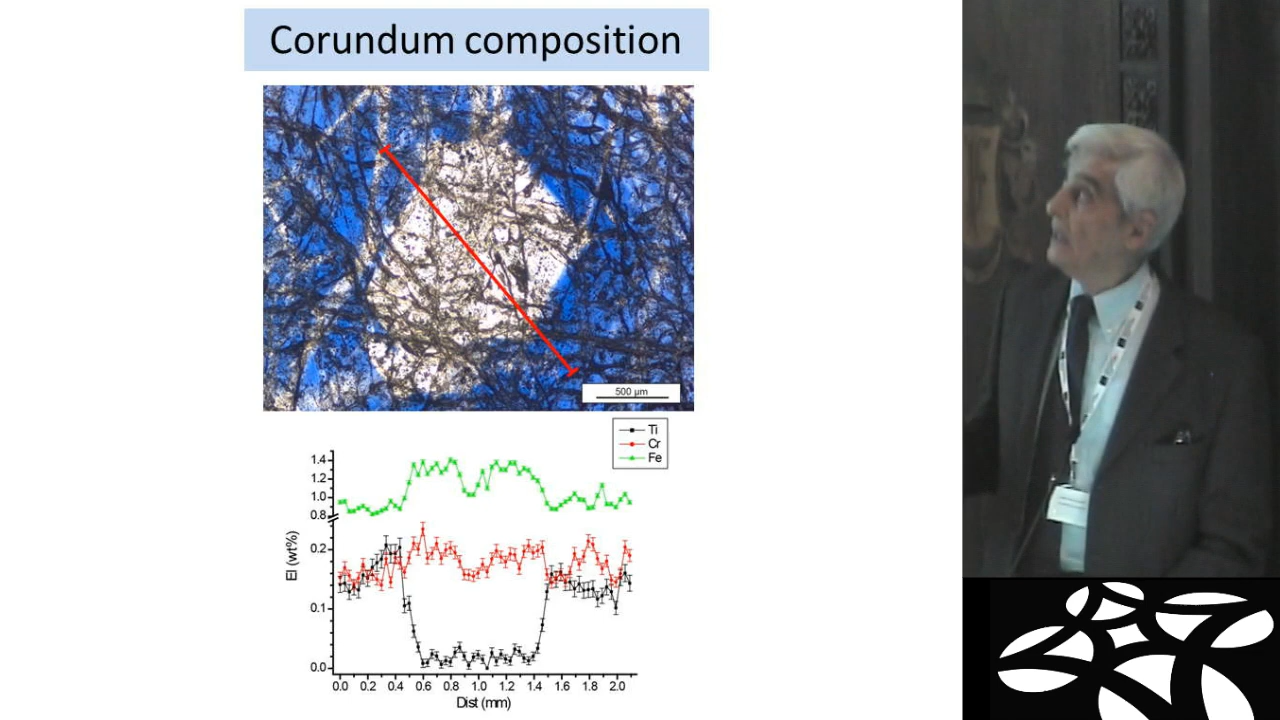 Corundum composition
500 µm
Ti
Cr
Fe
1.4
1.2
1.0
0.8
0.2
0.1
0.0
El (wt%)
0.0 0.2 0.4 0.6 0.8 1.0 1.2 1.4 1.6 1.8 2.0
Dist (mm)